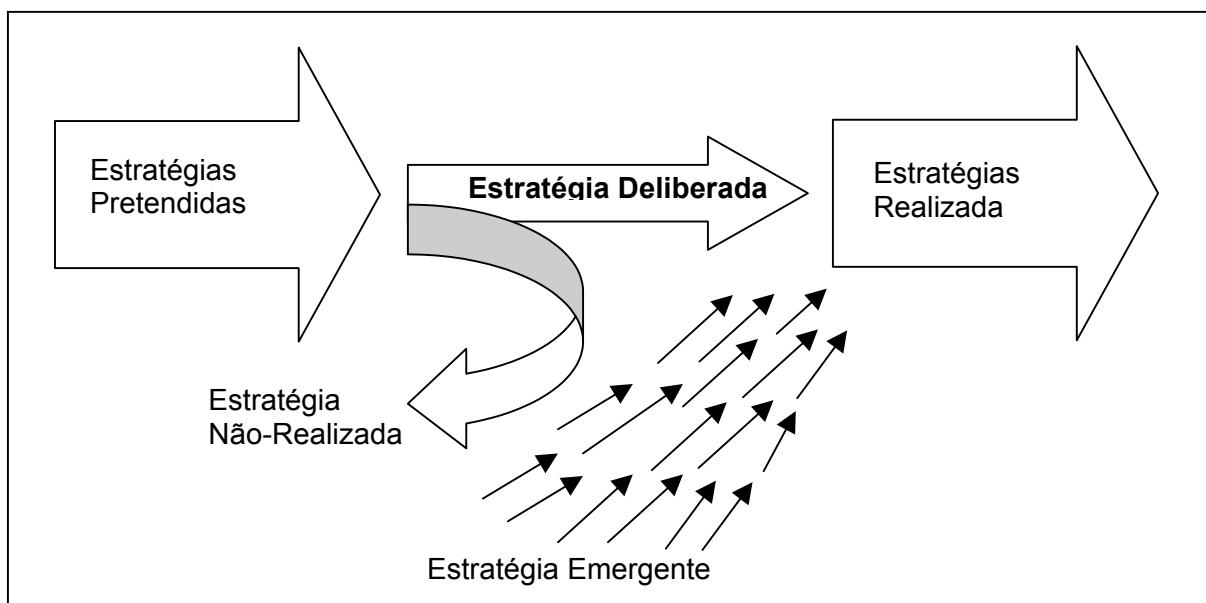 Estratégias
Pretendidas
Estratégia Deliberada
Estratégias
Realizada
Estratégia
Não-Realizada
Estratégia Emergente